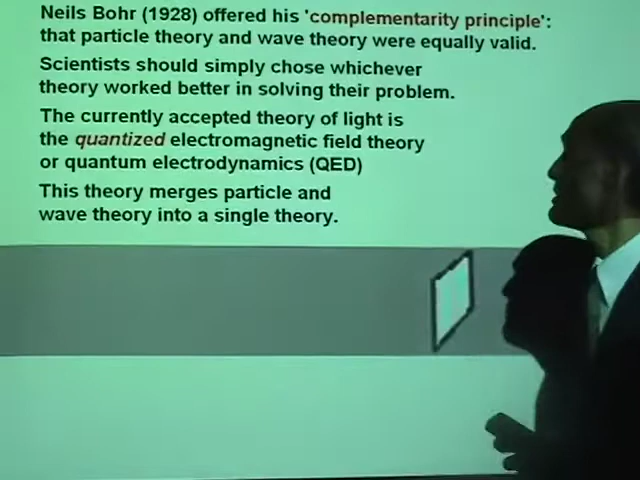 Neils Bohr (1928) offered his 'complementarity principle':
that particle theory and wave theory were equally valid.
Scientists should simply chose whichever
theory worked better in solving their problem.
The currently accepted theory of light is
the quantized electromagnetic field theory
or quantum electrodynamics (QED)
This theory merges particle and
wave theory into a single theory.